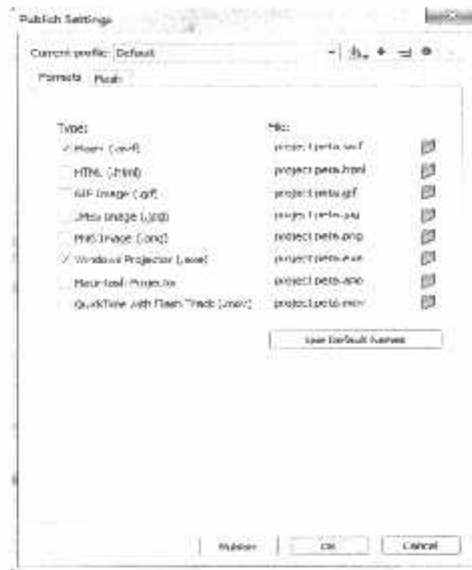 Publish Settings
Current profile: Default
Formats Flash
Type: File:
Flash (.swf) project peta.swf
HTML (.html) project peta.html
GIF Image (.gif) project peta.gif
JPEG Image (.jpg) project peta.jpg
PNG Image (.png) project peta.png
Windows Projector (.exe) project peta.exe
Macintosh Projector project peta.app
QuickTime with Flash Track (.mov) project peta.mov
Use Default Names
Publish OK Cancel